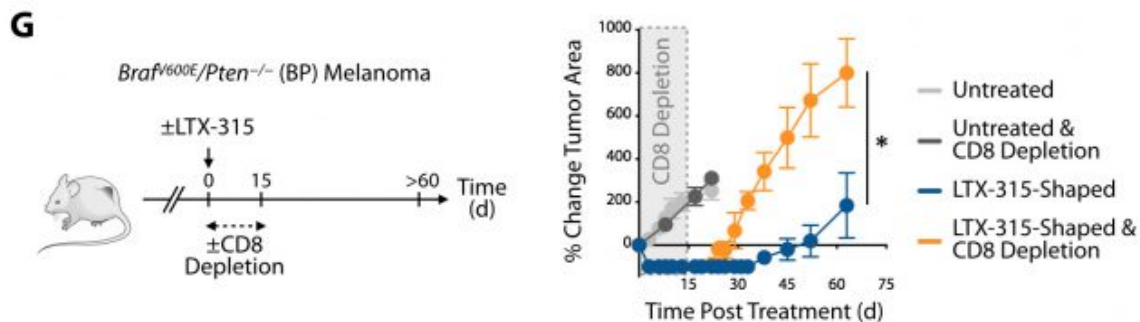 G
Braf^V600E/Pten^−/− (BP) Melanoma
±LTX-315
0
15
>60
Time
(d)
±CD8
Depletion
% Change Tumor Area
1000
800
600
400
200
0
CD8 Depletion
15
30
45
60
75
Time Post Treatment (d)
*
Untreated
Untreated &
CD8 Depletion
LTX-315-Shaped
LTX-315-Shaped &
CD8 Depletion